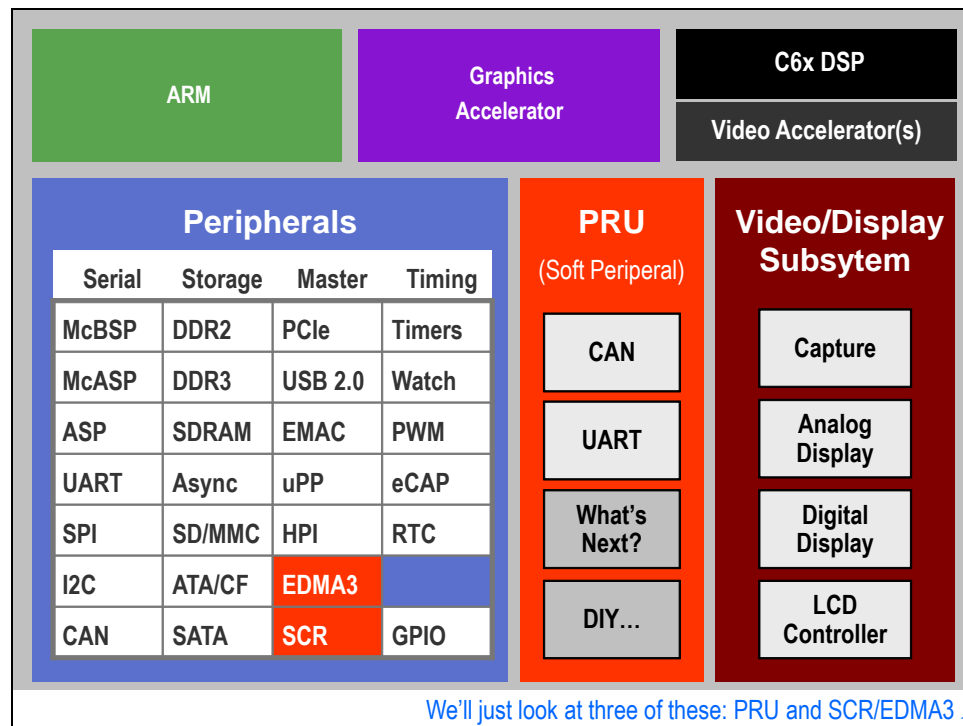 ARM
Graphics
Accelerator
C6x DSP
Video Accelerator(s)
Peripherals
Serial Storage Master Timing
McBSP DDR2 PCIe Timers
McASP DDR3 USB 2.0 Watch
ASP SDRAM EMAC PWM
UART Async uPP eCAP
SPI SD/MMC HPI RTC
I2C ATA/CF EDMA3
CAN SATA SCR GPIO
PRU
(Soft Periperal)
CAN
UART
What's
Next?
DIY…
Video/Display
Subsytem
Capture
Analog
Display
Digital
Display
LCD
Controller
We'll just look at three of these: PRU and SCR/EDMA3 .